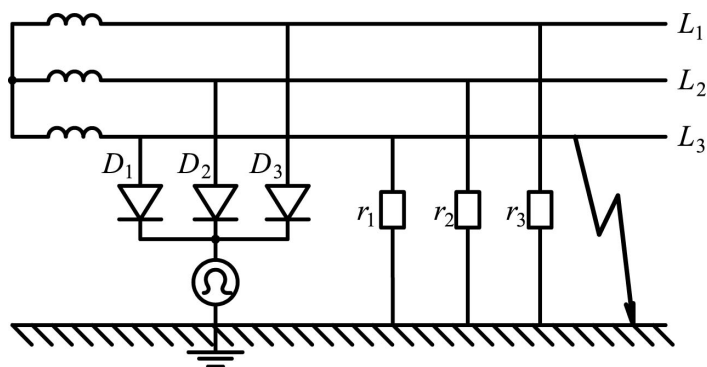 L₁
L₂
L₃
D₁ D₂ D₃
r₁ r₂ r₃
Ω